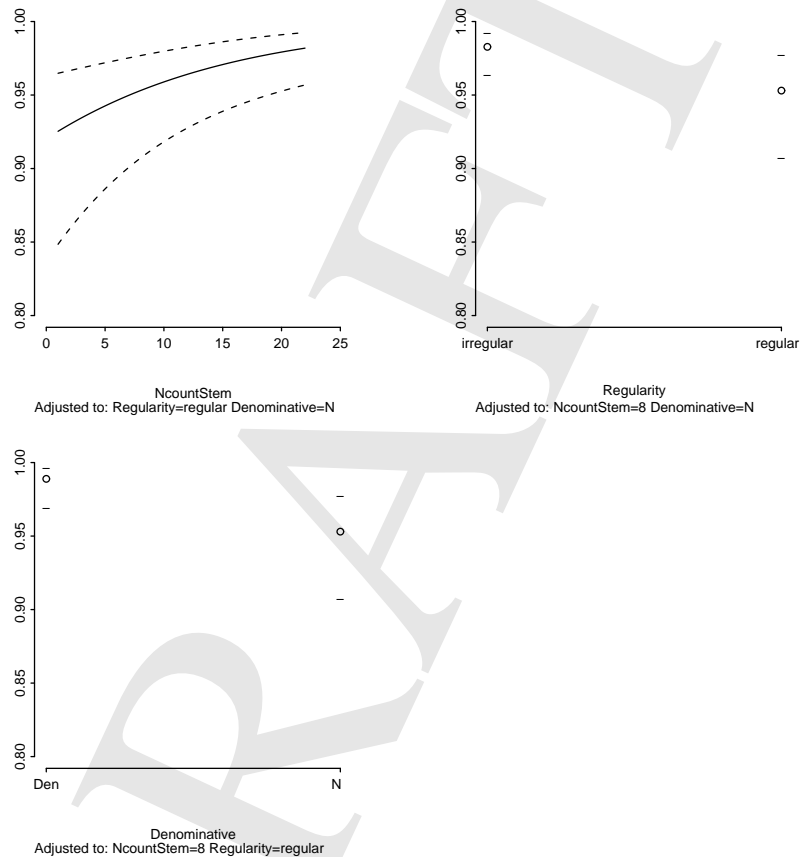 1.00
0.95
0.90
0.85
0.80
0 5 10 15 20 25
NcountStem
Adjusted to: Regularity=regular Denominative=N
1.00
0.95
0.90
0.85
0.80
irregular regular
Regularity
Adjusted to: NcountStem=8 Denominative=N
1.00
0.95
0.90
0.85
0.80
Den N
Denominative
Adjusted to: NcountStem=8 Regularity=regular
RAFT